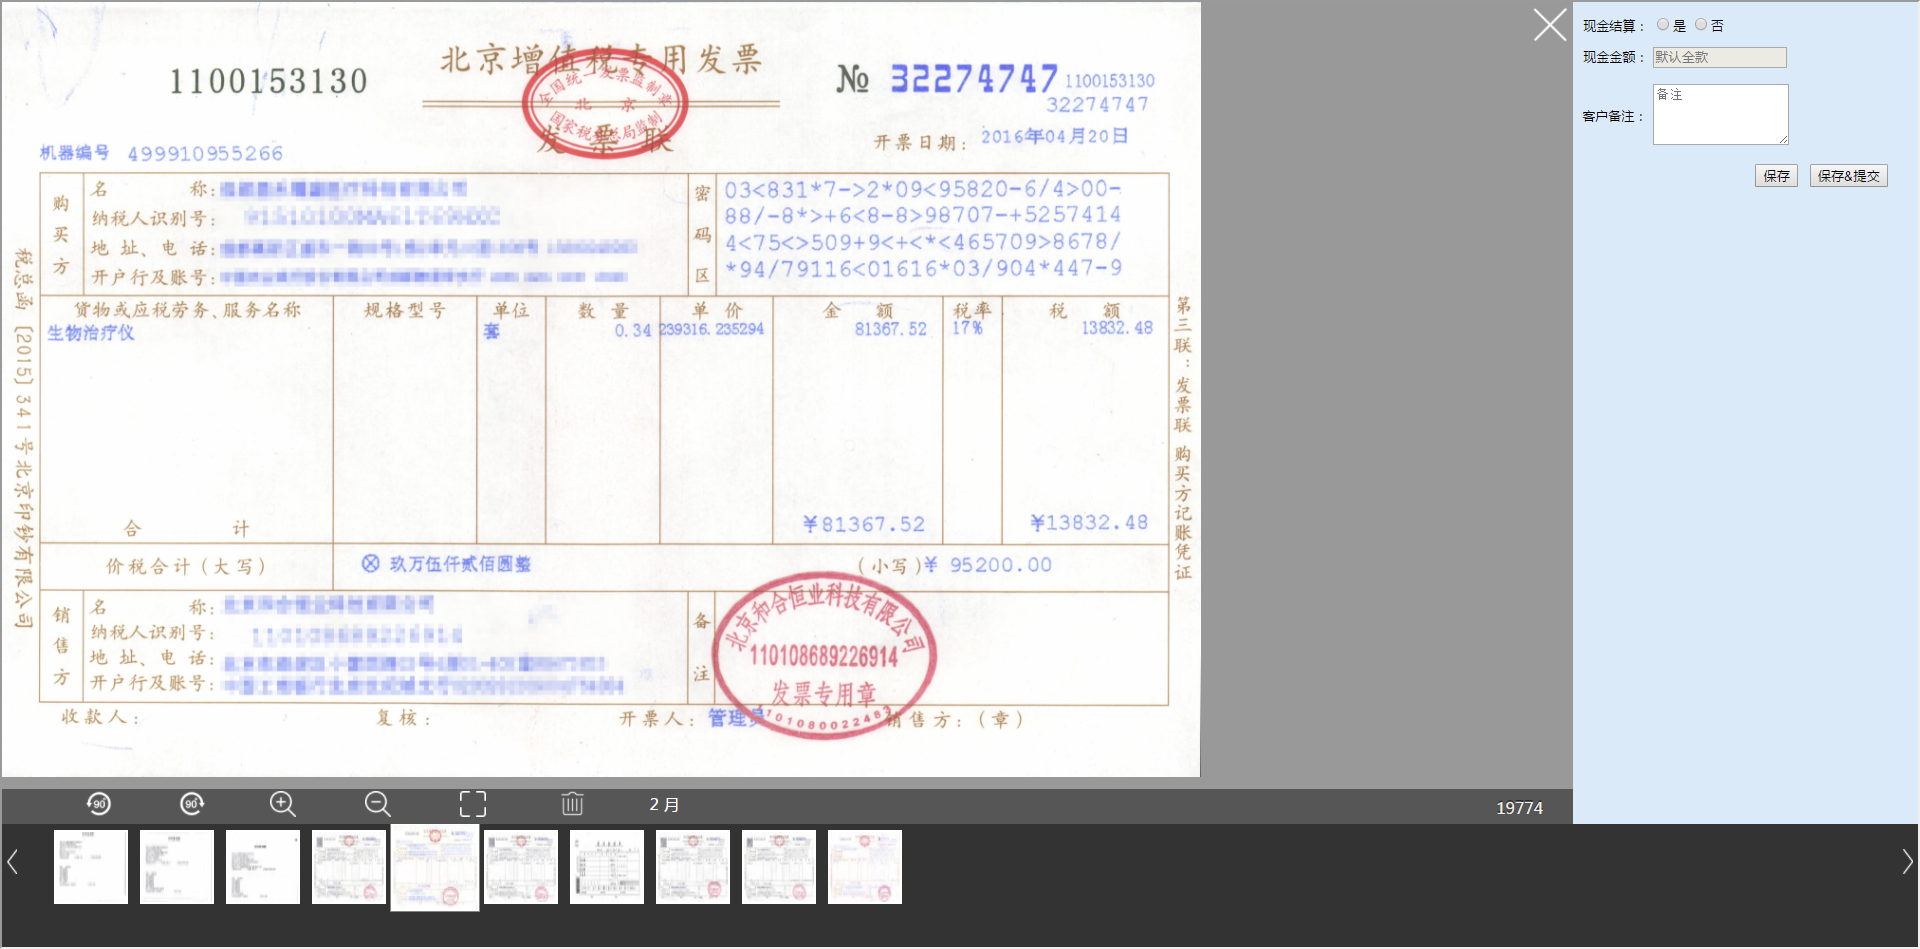 1100153130
北京增值税专用发票
全国统一发票监制章
北京
国家税务总局监制
发票联
№ 32274747
1100153130
32274747
机器编号 499910955266
开票日期: 2016年04月20日
税总函〔2015〕341号北京印钞有限公司
购买方
名 称:
纳税人识别号:
地 址、电 话:
开户行及账号:
密码区
03<831*7->2*09<95820-6/4>00-
88/-8*>+6<8-8>98707-+5257414
4<75<>509+9<+<*<465709>8678/
*94/79116<01616*03/904*447-9
货物或应税劳务、服务名称 规格型号 单位 数 量 单 价 金 额 税率 税 额
生物治疗仪 套 0.34 239316.235294 81367.52 17% 13832.48
合 计 ¥81367.52 ¥13832.48
价税合计(大写) ⊗ 玖万伍仟贰佰圆整 (小写)¥ 95200.00
第三联:发票联 购买方记账凭证
销售方
名 称:
纳税人识别号:
地 址、电 话:
开户行及账号:
备注
北京和合恒业科技有限公司
110108689226914
发票专用章
1101080022483
收款人: 复核: 开票人: 管理员 销售方:(章)
现金结算: 是 否
现金金额: 默认全款
客户备注: 备注
保存 保存&提交
90 90 2 月 19774